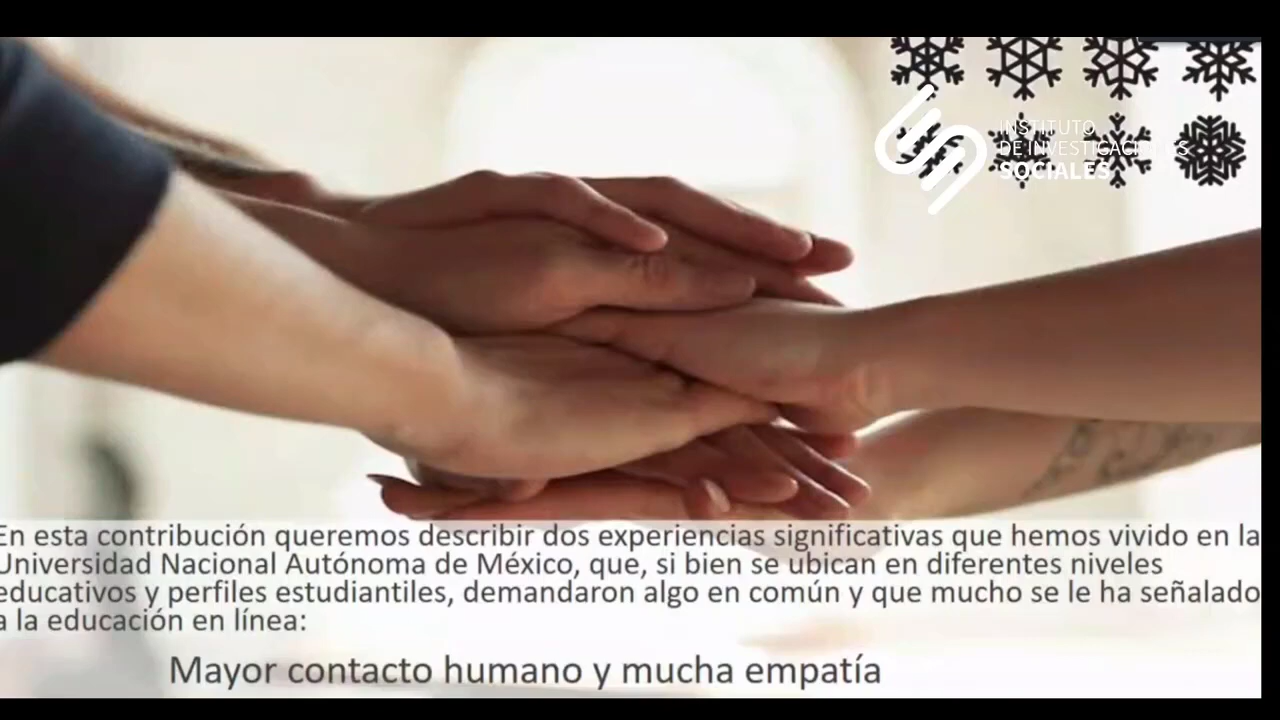 INSTITUTO
DE INVESTIGACIONES
SOCIALES
En esta contribución queremos describir dos experiencias significativas que hemos vivido en la
Universidad Nacional Autónoma de México, que, si bien se ubican en diferentes niveles
educativos y perfiles estudiantiles, demandaron algo en común y que mucho se le ha señalado
a la educación en línea:
Mayor contacto humano y mucha empatía